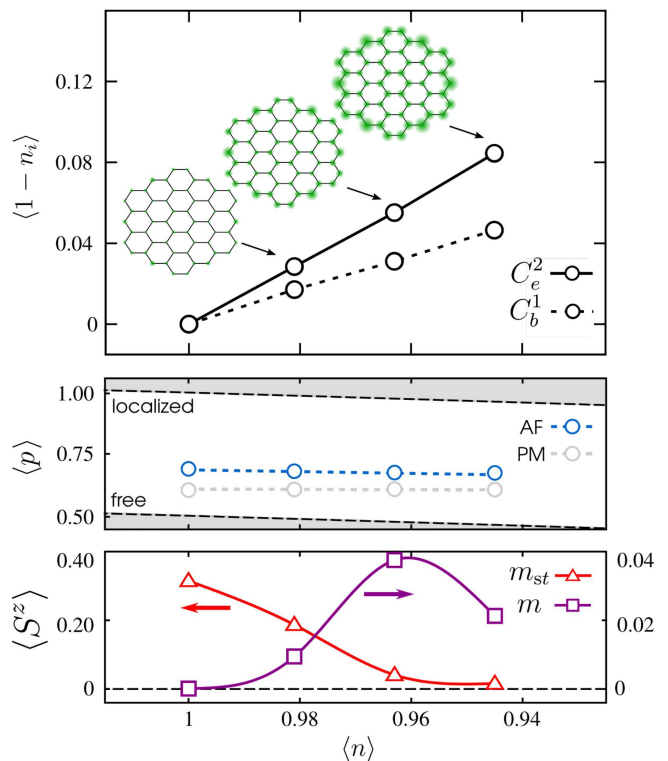 0.12
0.08
0.04
0
⟨1 − n_i⟩
C_e^2
C_b^1
1.00
0.75
0.50
⟨p⟩
localized
free
AF
PM
0.40
0.20
0
⟨S^z⟩
m_st
m
0.04
0.02
0
1
0.98
0.96
0.94
⟨n⟩